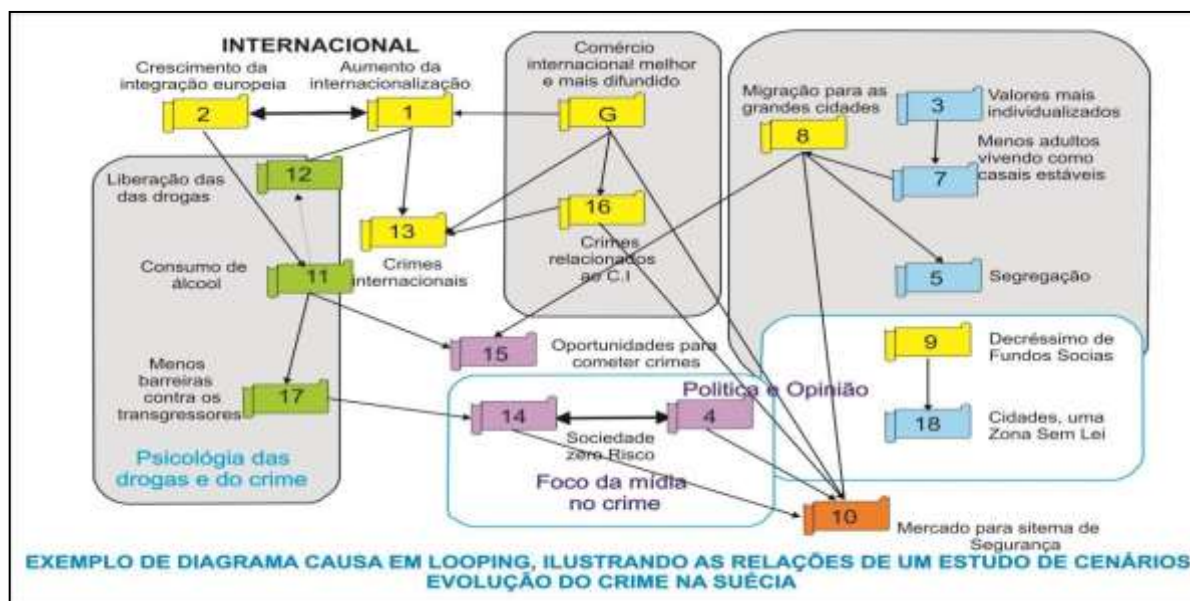 INTERNACIONAL
Crescimento da
integração europeia
Aumento da
internacionalização
Comércio
internacional melhor
e mais difundido
Migração para as
grandes cidades
Valores mais
individualizados
Menos adultos
vivendo como
casais estáveis
2
1
G
8
3
7
12
Liberação das
das drogas
13
Crimes
internacionais
16
Crimes
relacionados
ao C.I
5
Segregação
Consumo de
álcool
11
15
Oportunidades para
cometer crimes
9
Decréssimo de
Fundos Socias
Menos
barreiras
contra os
transgressores
17
14
4
Politica e Opinião
Sociedade
zero Risco
18
Cidades, uma
Zona Sem Lei
Psicológia das
drogas e do crime
Foco da mídia
no crime
10
Mercado para sitema de
Segurança
EXEMPLO DE DIAGRAMA CAUSA EM LOOPING, ILUSTRANDO AS RELAÇÕES DE UM ESTUDO DE CENÁRIOS
EVOLUÇÃO DO CRIME NA SUÉCIA